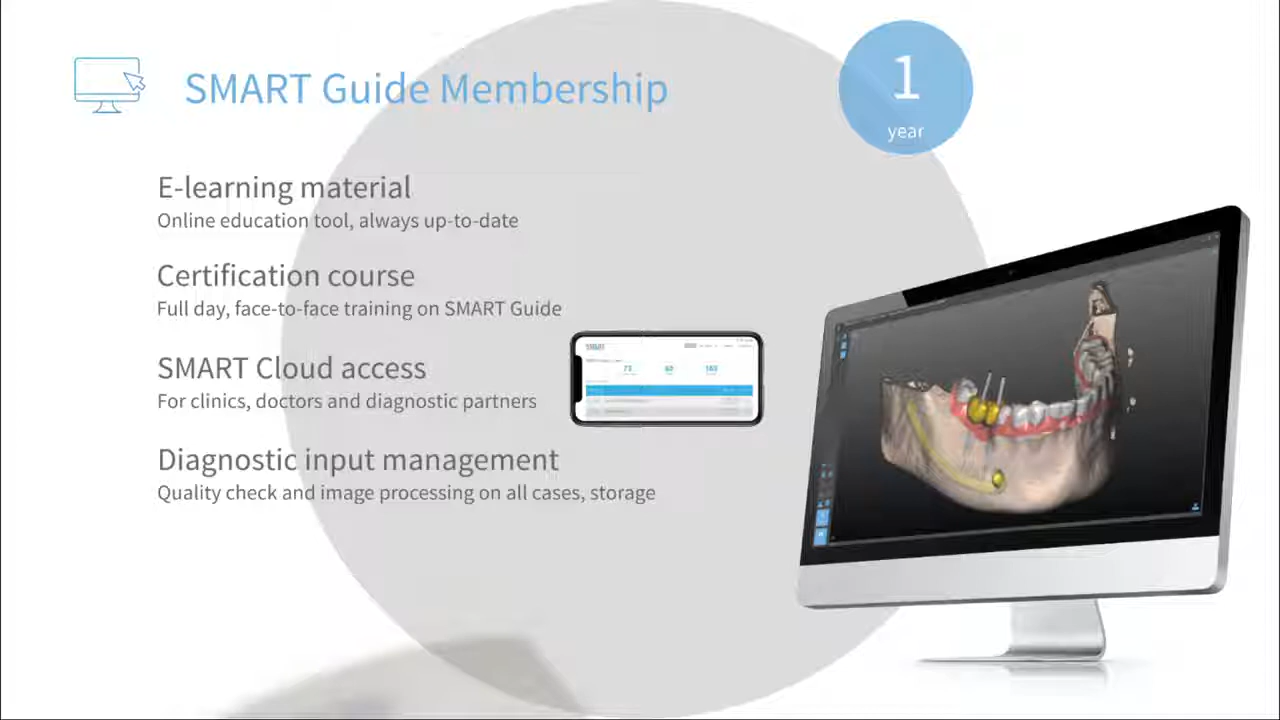 SMART Guide Membership
1
year
E-learning material
Online education tool, always up-to-date
Certification course
Full day, face-to-face training on SMART Guide
SMART Cloud access
For clinics, doctors and diagnostic partners
Diagnostic input management
Quality check and image processing on all cases, storage